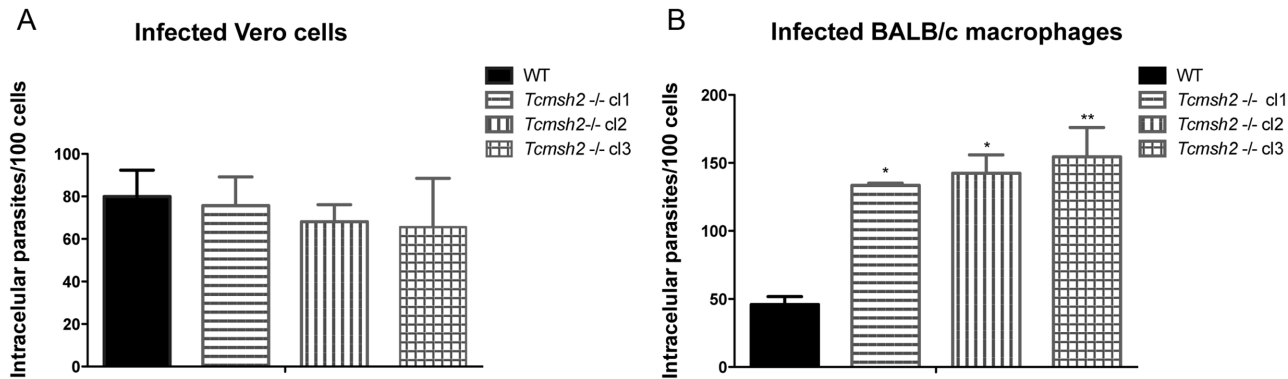 A
Infected Vero cells
WT
Tcmsh2 -/- cl1
Tcmsh2-/- cl2
Tcmsh2 -/- cl3
Intracelular parasites/100 cells
100
80
60
40
20
0
B
Infected BALB/c macrophages
WT
Tcmsh2 -/- cl1
Tcmsh2 -/- cl2
Tcmsh2 -/- cl3
Intracelular parasites/100 cells
200
150
100
50
0
*
*
**